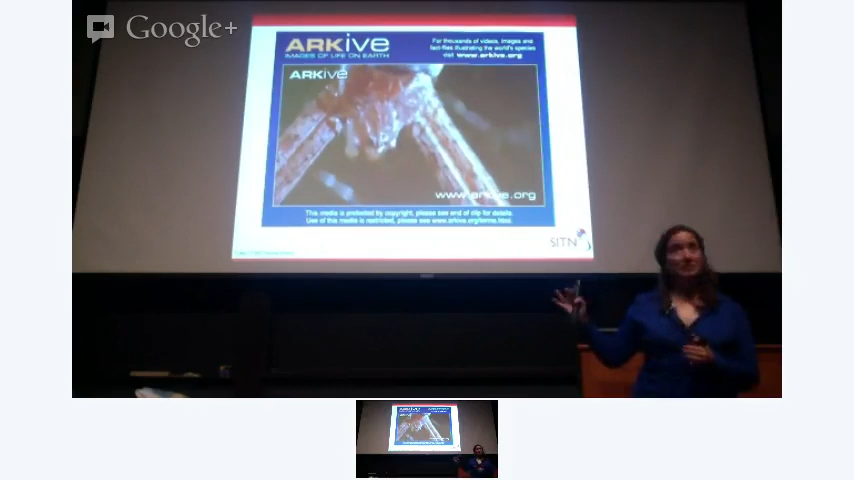 Google+
ARKive
IMAGES OF LIFE ON EARTH
For thousands of videos, images and
fact-files illustrating the world's species
visit www.arkive.org
ARKive
www.arkive.org
This media is protected by copyright, please see end of clip for details.
Use of this media is restricted, please see www.arkive.org/terms.html.
SITN